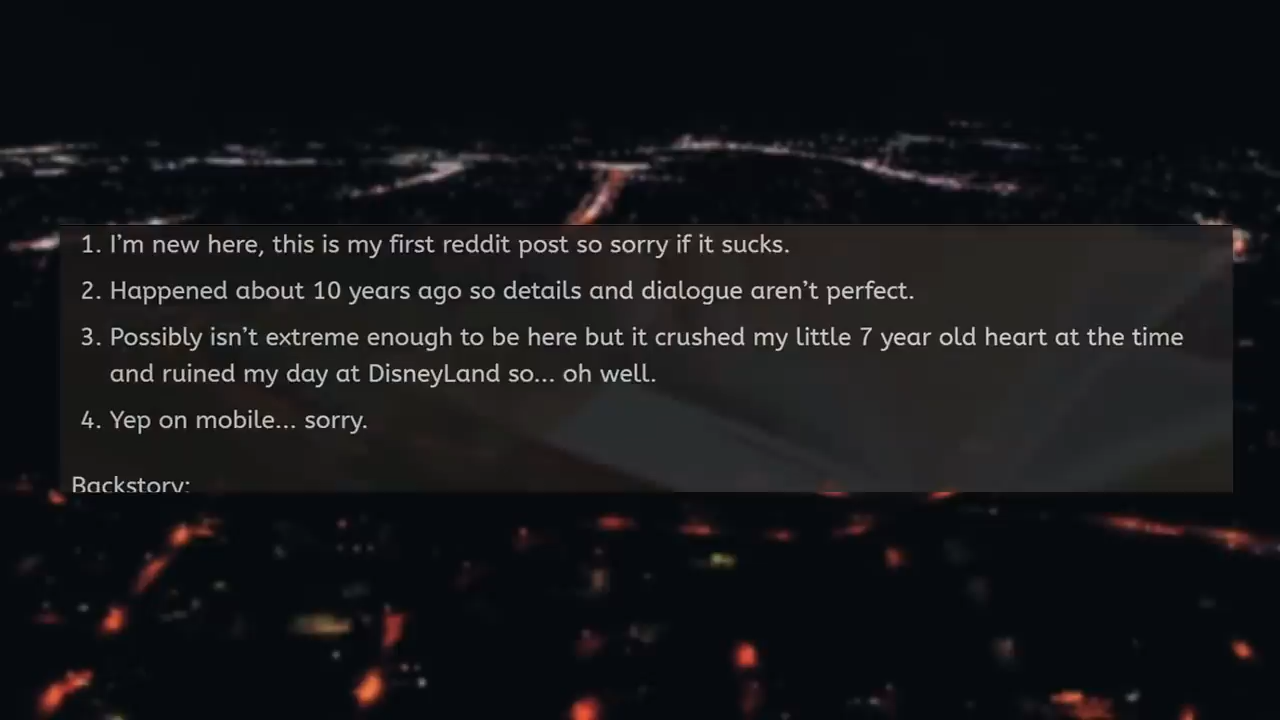 1. I’m new here, this is my first reddit post so sorry if it sucks.
2. Happened about 10 years ago so details and dialogue aren’t perfect.
3. Possibly isn’t extreme enough to be here but it crushed my little 7 year old heart at the time
and ruined my day at DisneyLand so... oh well.
4. Yep on mobile... sorry.
Backstory: